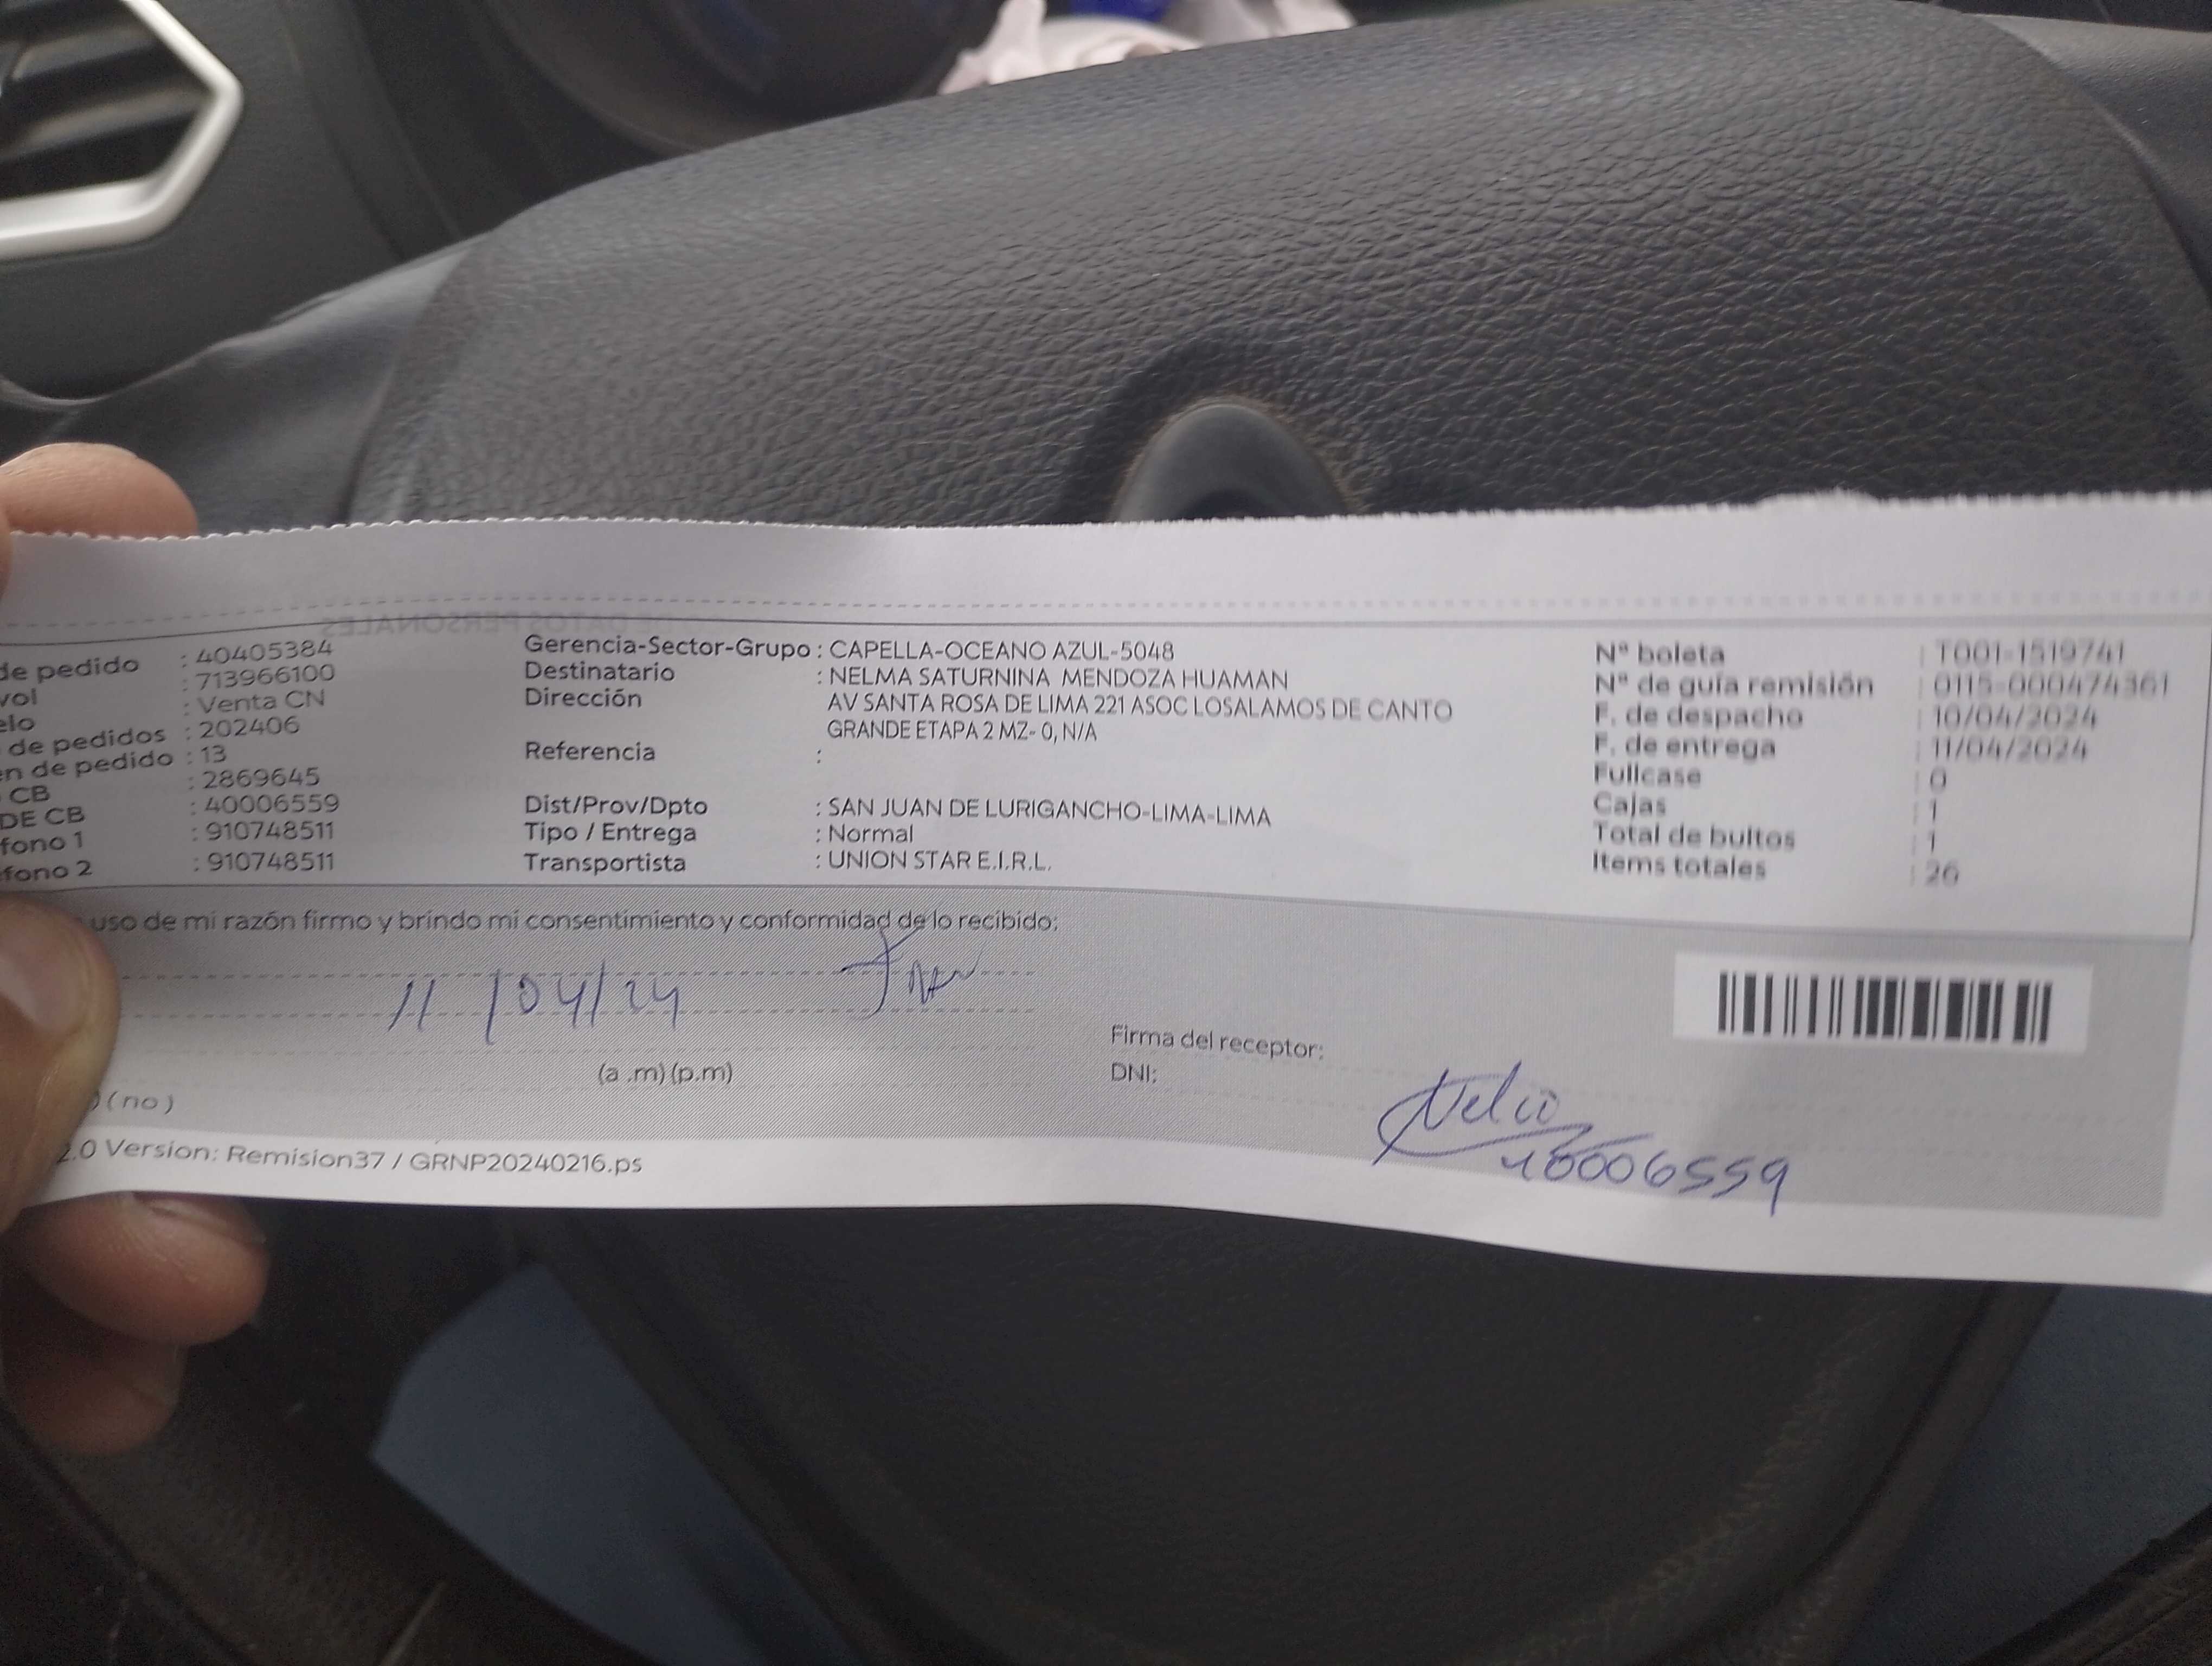 de pedido : 40405384
vol : 713966100
elo : Venta CN
de pedidos : 202406
en de pedido : 13
CB : 2869645
DE CB : 40006559
fono 1 : 910748511
fono 2 : 910748511
Gerencia-Sector-Grupo : CAPELLA-OCEANO AZUL-5048
Destinatario : NELMA SATURNINA MENDOZA HUAMAN
Dirección AV SANTA ROSA DE LIMA 221 ASOC LOSALAMOS DE CANTO
GRANDE ETAPA 2 MZ- 0, N/A
Referencia :
Dist/Prov/Dpto : SAN JUAN DE LURIGANCHO-LIMA-LIMA
Tipo / Entrega : Normal
Transportista : UNION STAR E.I.R.L.
N° boleta : T001-1519741
N° de guía remisión : 0115-000474361
F. de despacho : 10/04/2024
F. de entrega : 11/04/2024
Fullcase : 0
Cajas : 1
Total de bultos : 1
Items totales : 26
uso de mi razón firmo y brindo mi consentimiento y conformidad de lo recibido:
11/04/24
(a .m) (p.m)
) ( no )
Firma del receptor:
DNI:
40006559
2.0 Version: Remision37 / GRNP20240216.ps